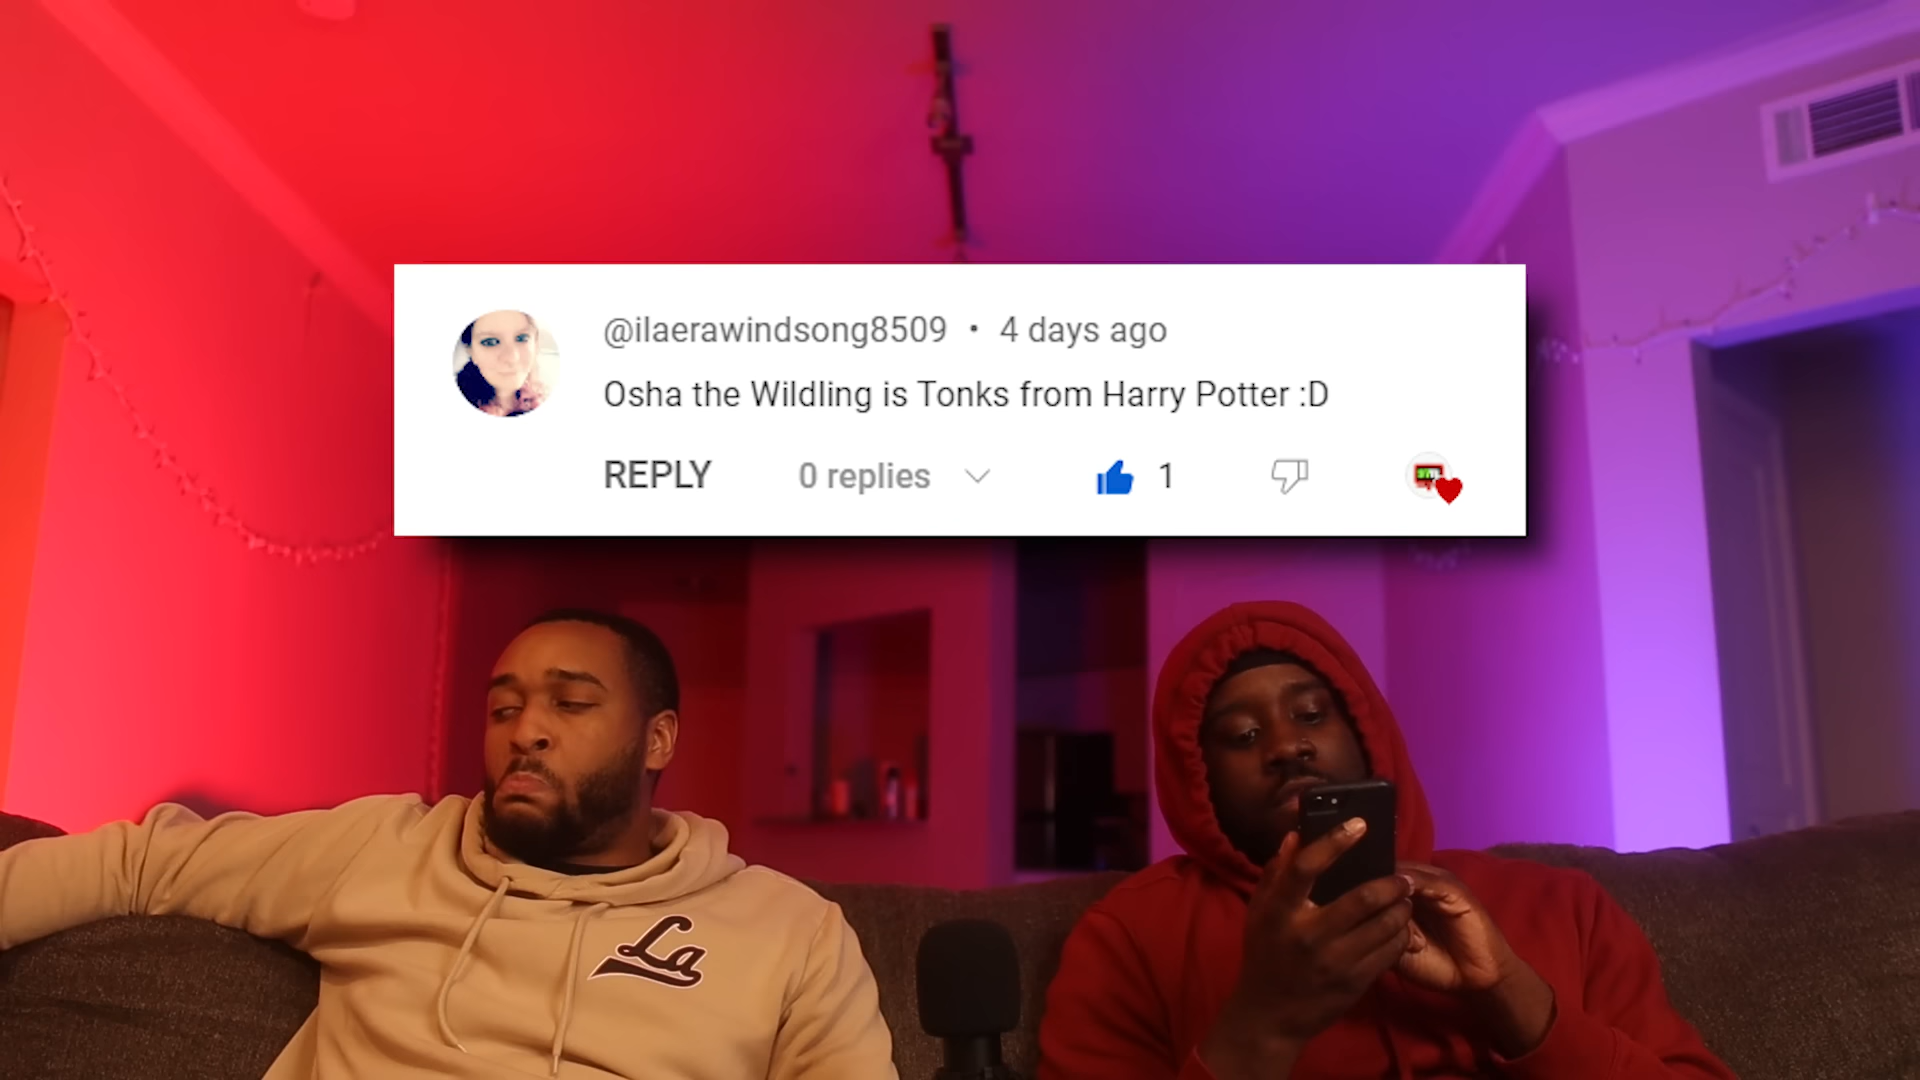 @ilaerawindsong8509 • 4 days ago
Osha the Wildling is Tonks from Harry Potter :D
REPLY 0 replies 1
La